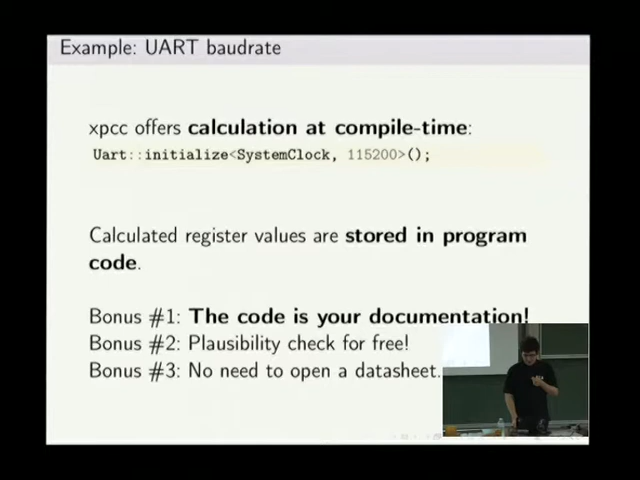 Example: UART baudrate
xpcc offers calculation at compile-time:
Uart::initialize<SystemClock, 115200>();
Calculated register values are stored in program
code.
Bonus #1: The code is your documentation!
Bonus #2: Plausibility check for free!
Bonus #3: No need to open a datasheet.